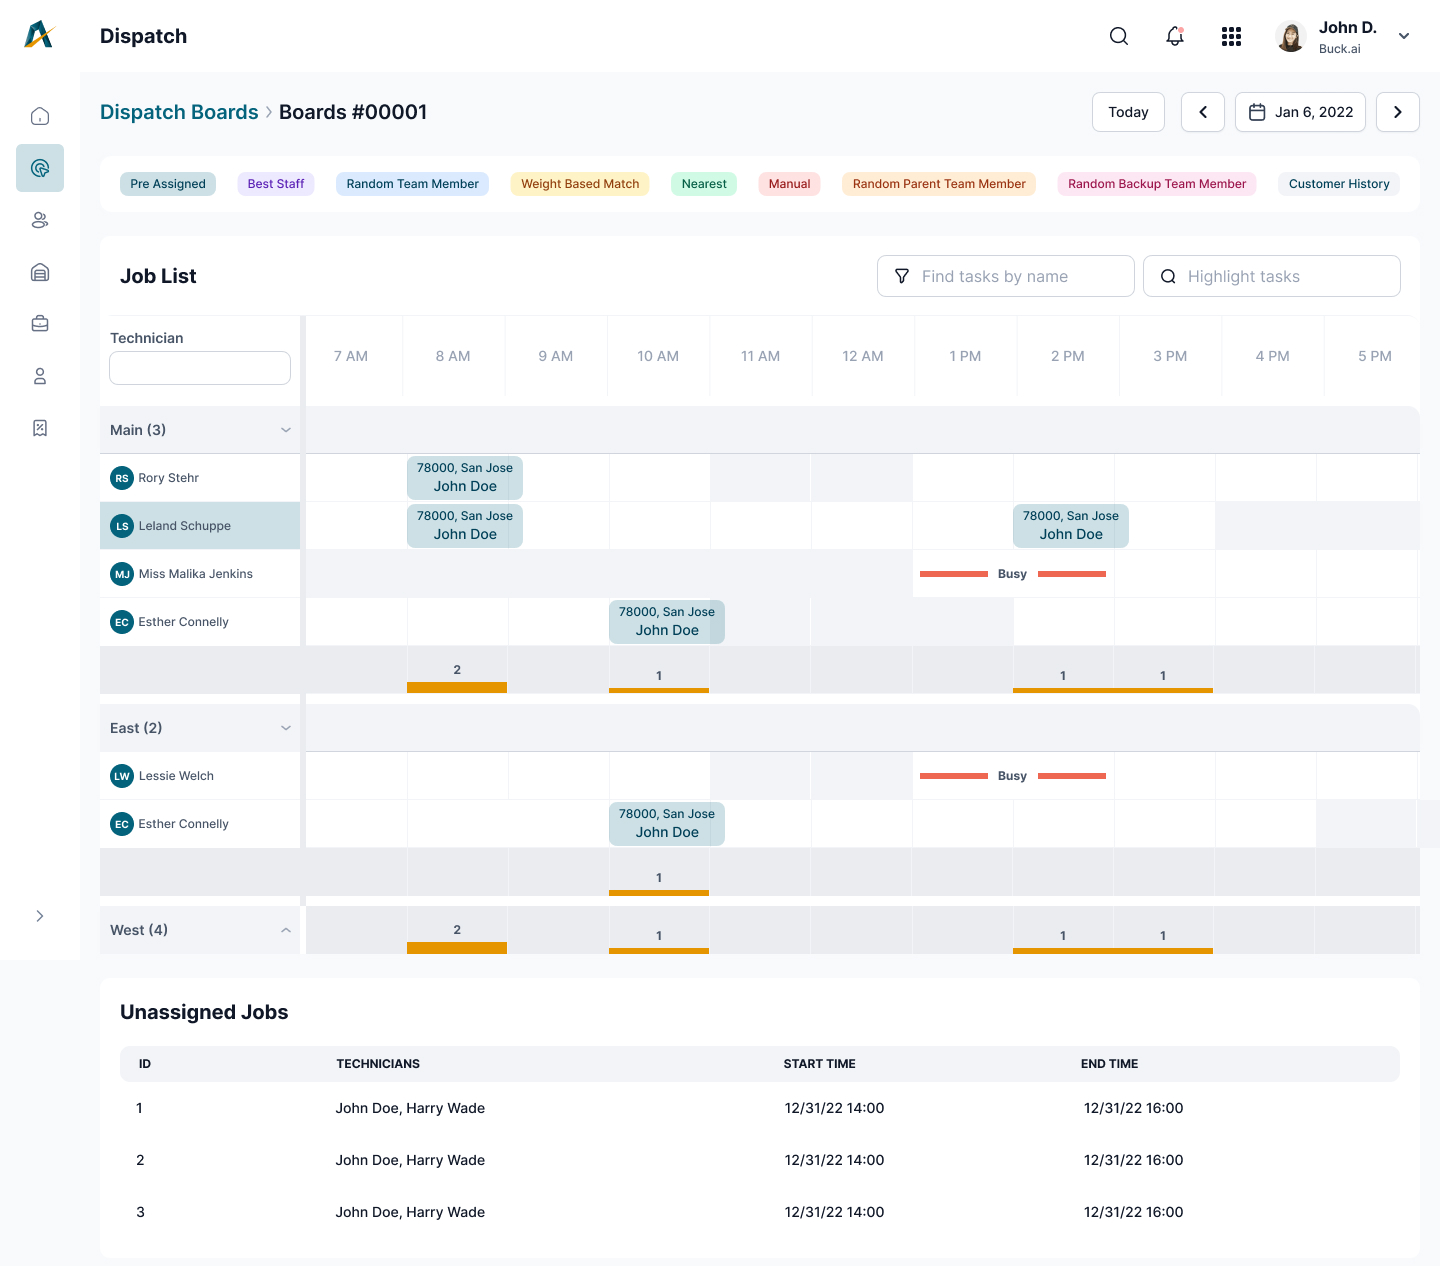 Dispatch
John D.
Buck.ai
Dispatch Boards > Boards #00001
Today
Jan 6, 2022
Pre Assigned
Best Staff
Random Team Member
Weight Based Match
Nearest
Manual
Random Parent Team Member
Random Backup Team Member
Customer History
Job List
Find tasks by name
Highlight tasks
Technician
7 AM
8 AM
9 AM
10 AM
11 AM
12 AM
1 PM
2 PM
3 PM
4 PM
5 PM
Main (3)
RS Rory Stehr
78000, San Jose
John Doe
LS Leland Schuppe
78000, San Jose
John Doe
78000, San Jose
John Doe
MJ Miss Malika Jenkins
Busy
EC Esther Connelly
78000, San Jose
John Doe
2
1
1
1
East (2)
LW Lessie Welch
Busy
EC Esther Connelly
78000, San Jose
John Doe
1
West (4)
2
1
1
1
Unassigned Jobs
ID TECHNICIANS START TIME END TIME
1 John Doe, Harry Wade 12/31/22 14:00 12/31/22 16:00
2 John Doe, Harry Wade 12/31/22 14:00 12/31/22 16:00
3 John Doe, Harry Wade 12/31/22 14:00 12/31/22 16:00